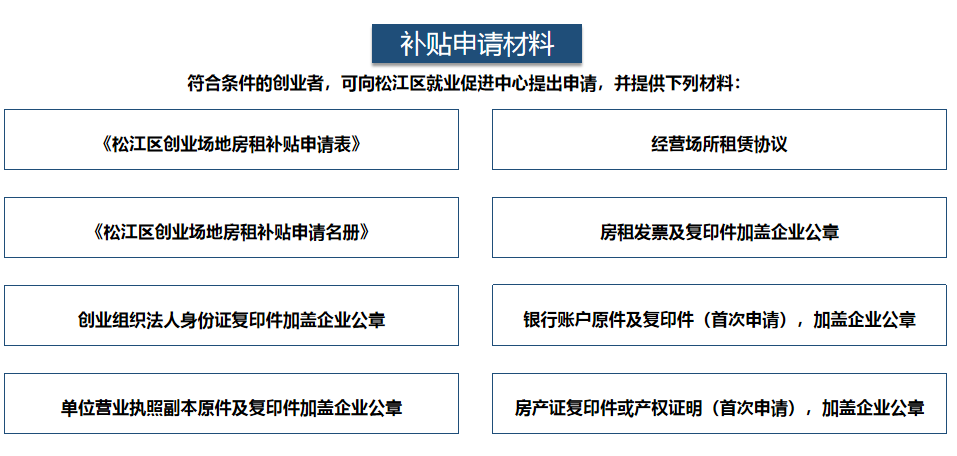 补贴申请材料
符合条件的创业者，可向松江区就业促进中心提出申请，并提供下列材料：
《松江区创业场地房租补贴申请表》
经营场所租赁协议
《松江区创业场地房租补贴申请名册》
房租发票及复印件加盖企业公章
创业组织法人身份证复印件加盖企业公章
银行账户原件及复印件（首次申请），加盖企业公章
单位营业执照副本原件及复印件加盖企业公章
房产证复印件或产权证明（首次申请），加盖企业公章